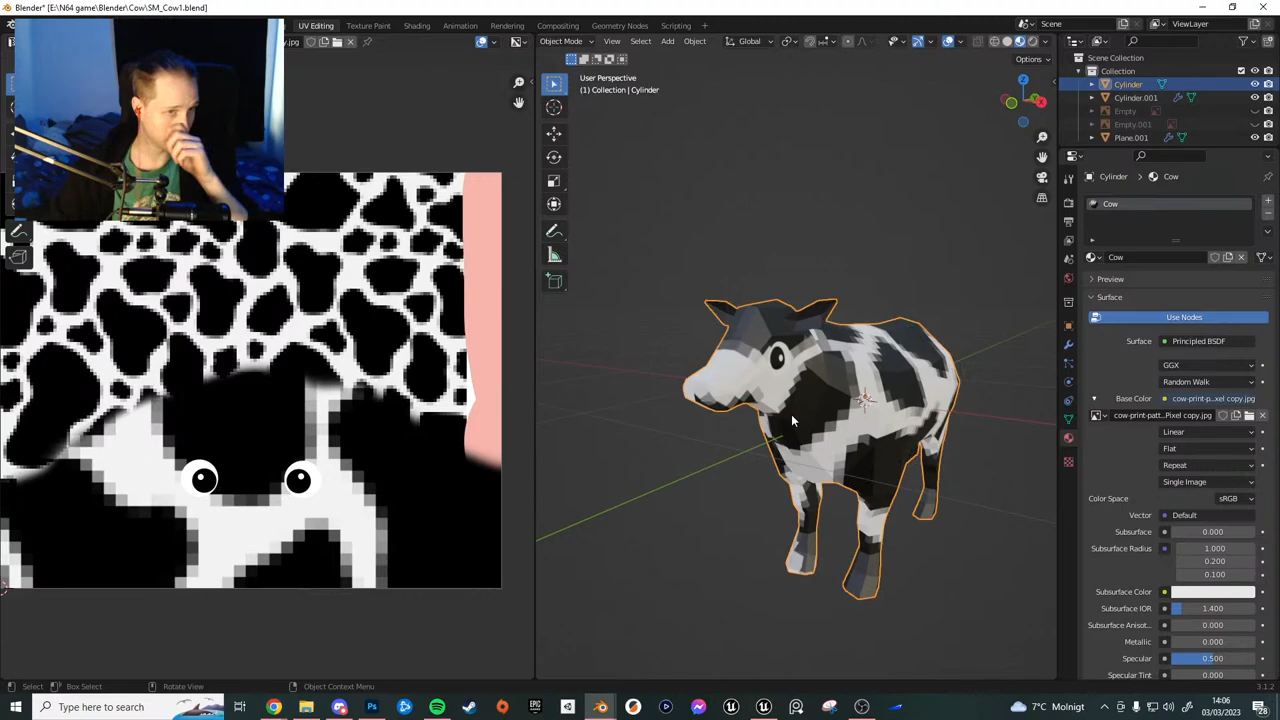 Blender* [E:\N64 game\Blender\Cow\SM_Cow1.blend]
UV Editing
Texture Paint
Shading
Animation
Rendering
Compositing
Geometry Nodes
Scripting
+
Scene
ViewLayer
Object Mode
View
Select
Add
Object
Global
Options
User Perspective
(1) Collection | Cylinder
Scene Collection
Collection
Cylinder
Cylinder.001
Empty
Empty.001
Plane.001
Cylinder
Cow
Cow
Cow
Preview
Surface
Use Nodes
Surface
Principled BSDF
GGX
Random Walk
Base Color
cow-print-p...xel copy.jpg
cow-print-patt...Pixel copy.jpg
Linear
Flat
Repeat
Single Image
Color Space
sRGB
Vector
Default
Subsurface
0.000
Subsurface Radius
1.000
0.200
0.100
Subsurface Color
Subsurface IOR
1.400
Subsurface Anisot...
0.000
Metallic
0.000
Specular
0.500
Specular Tint
0.000
Select
Box Select
Rotate View
Object Context Menu
3.1.2
Type here to search
7°C Molnigt
14:06
03/03/2023
28